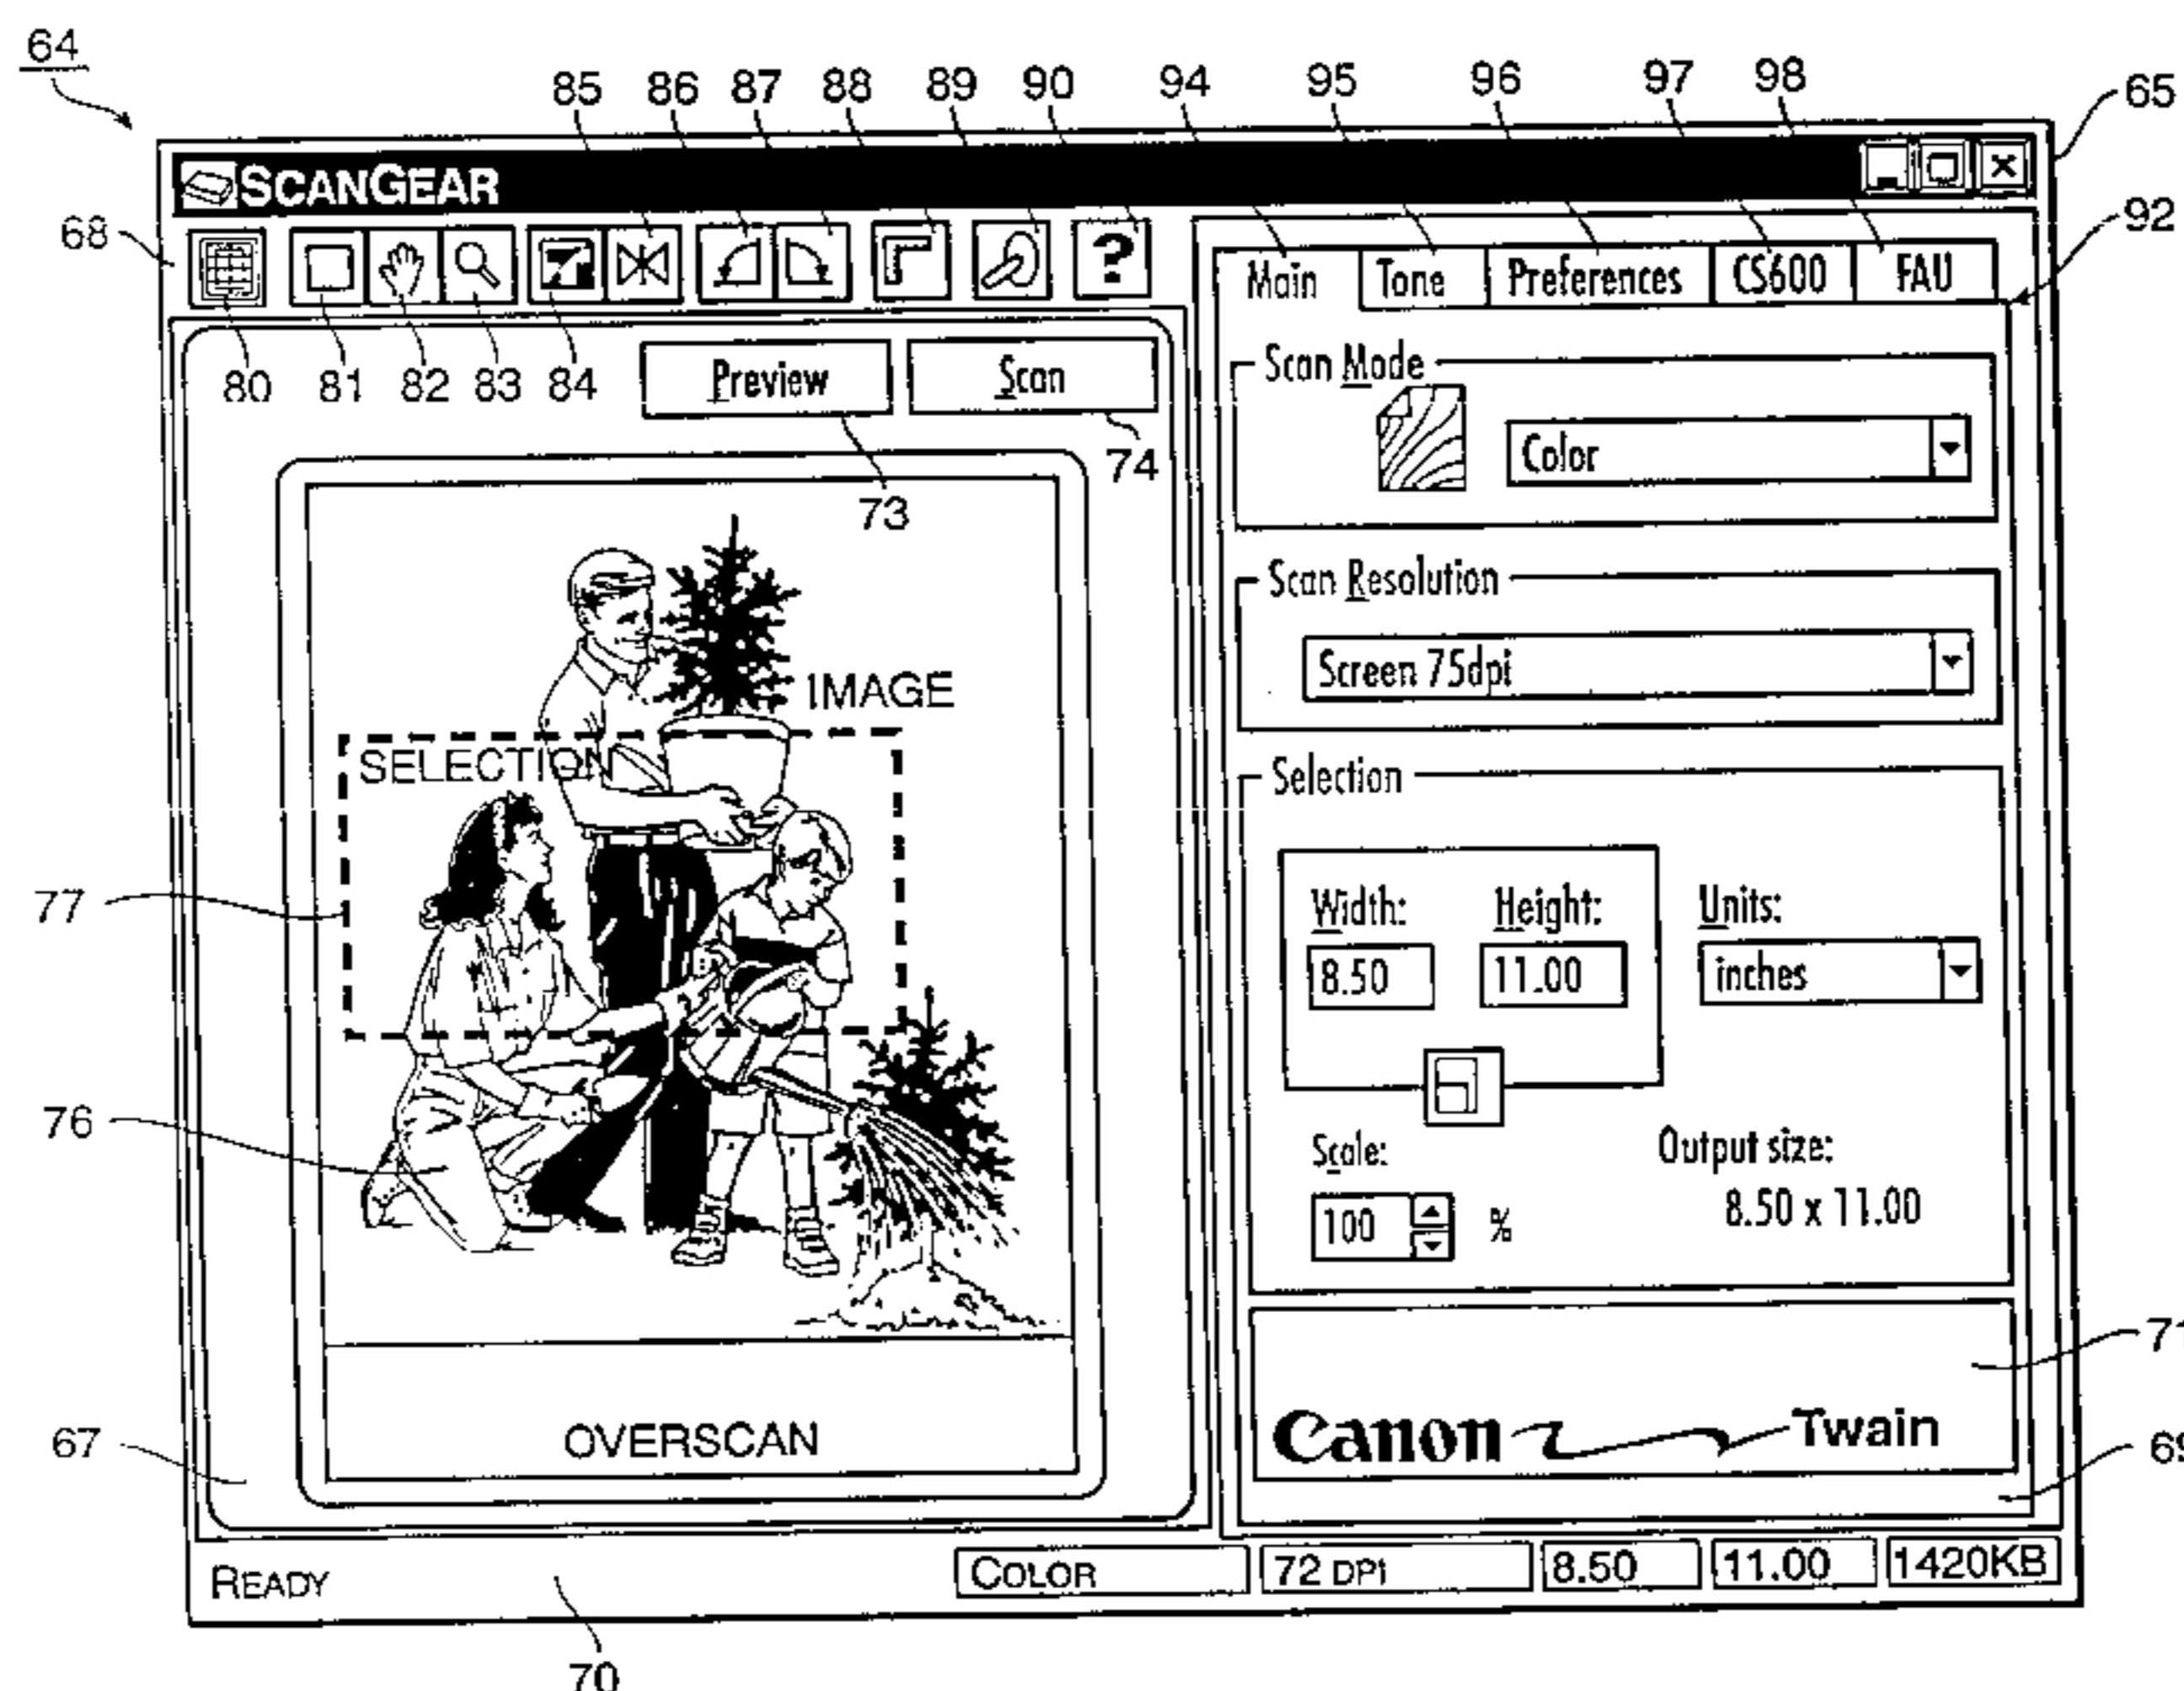 64
85 86 87 88 89 90 94 95 96 97 98
65
SCANGEAR
68
92
?
Main Tone Preferences CS600 FAU
80 81 82 83 84
Preview Scan
73
74
Scan Mode
Color
Scan Resolution
Screen 75dpi
IMAGE
SELECTION
77
76
Selection
Width: Height: Units:
8.50 11.00 inches
Scale: Output size:
100 % 8.50 x 11.00
71
OVERSCAN
Canon Twain
67
69
READY COLOR 72 DPI 8.50 11.00 1420KB
70